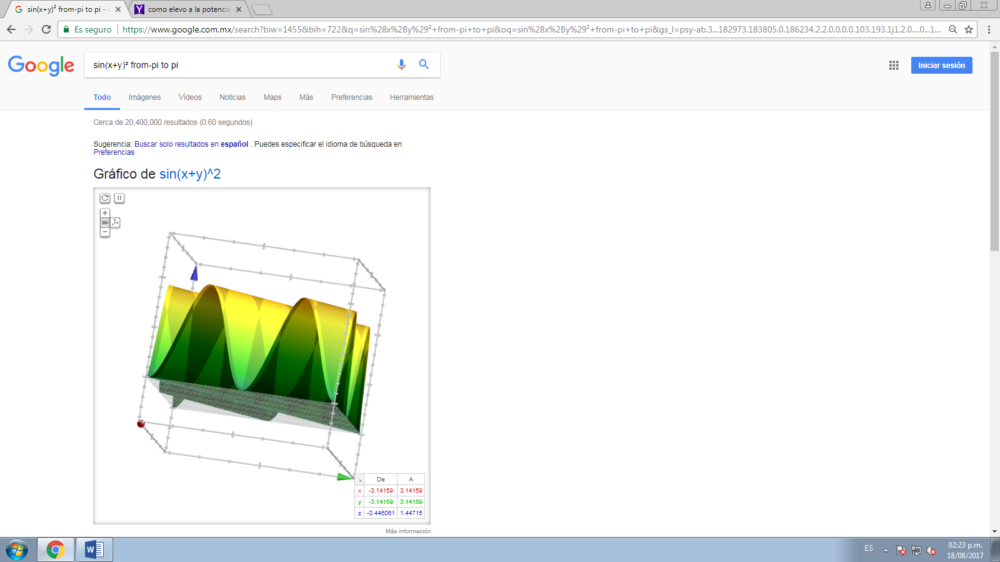 sin(x+y)² from-pi to pi -
como elevo a la potencia
Es seguro
https://www.google.com.mx/search?biw=1455&bih=722&q=sin%28x%2By%29²+from-pi+to+pi&oq=sin%28x%2By%29²+from-pi+to+pi&gs_l=psy-ab.3...182973.183805.0.186234.2.2.0.0.0.0.103.193.1j1.2.0....0...1...
Google
sin(x+y)² from-pi to pi
Iniciar sesión
Todo Imágenes Vídeos Noticias Maps Más Preferencias Herramientas
Cerca de 20,400,000 resultados (0.60 segundos)
Sugerencia: Buscar solo resultados en español . Puedes especificar el idioma de búsqueda en
Preferencias
Gráfico de sin(x+y)^2
De A
x -3.14159 3.14159
y -3.14159 3.14159
z -0.446061 1.44715
Más información
ES
02:23 p.m.
18/08/2017